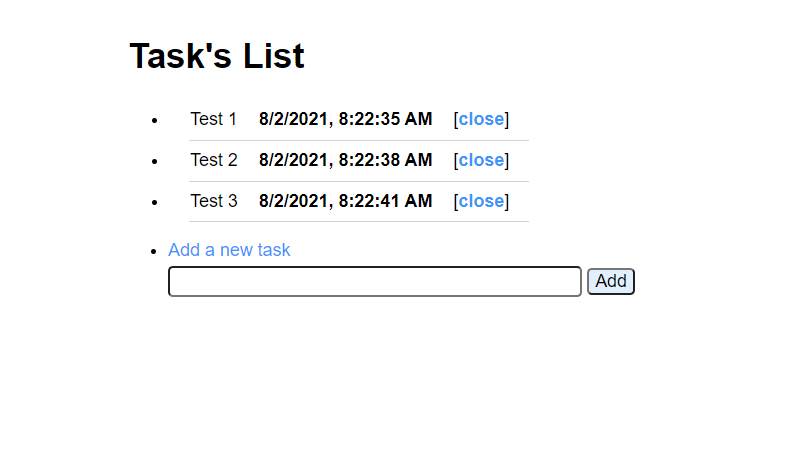 Task's List
Test 1 8/2/2021, 8:22:35 AM [close]
Test 2 8/2/2021, 8:22:38 AM [close]
Test 3 8/2/2021, 8:22:41 AM [close]
Add a new task
Add